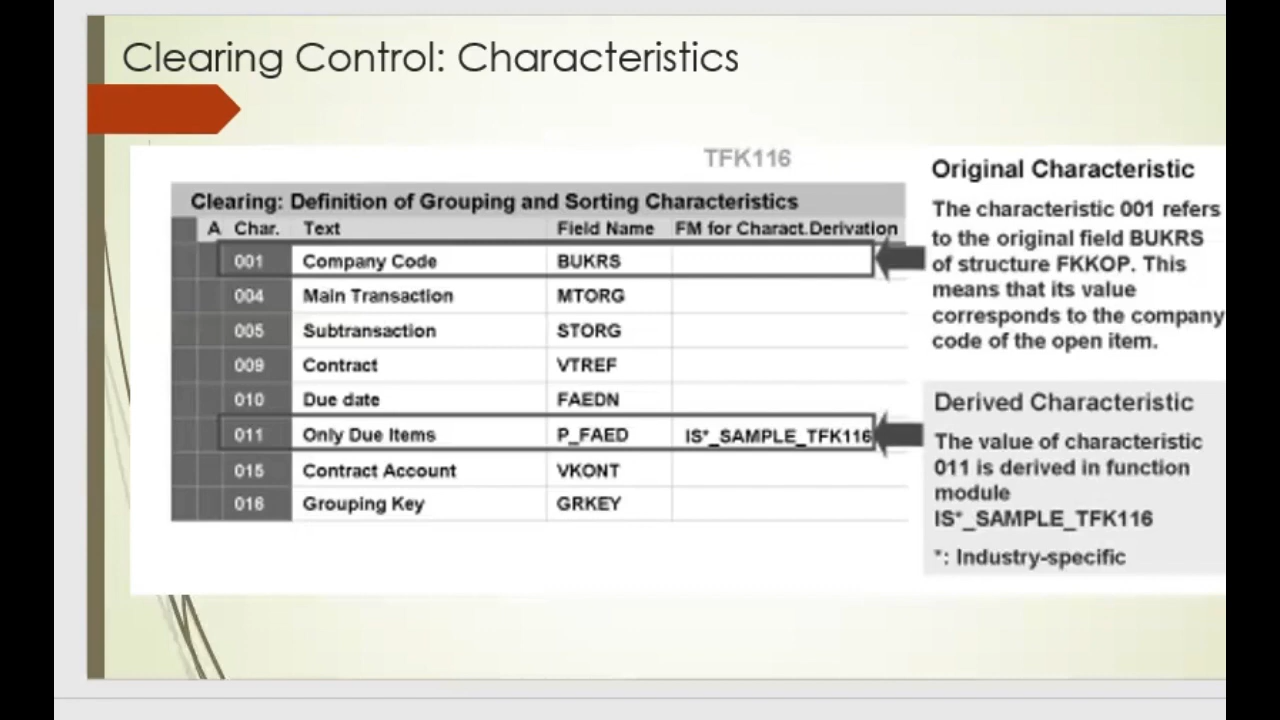 Clearing Control: Characteristics
TFK116
Clearing: Definition of Grouping and Sorting Characteristics
A Char. Text Field Name FM for Charact.Derivation
001 Company Code BUKRS
004 Main Transaction MTORG
005 Subtransaction STORG
009 Contract VTREF
010 Due date FAEDN
011 Only Due Items P_FAED IS*_SAMPLE_TFK116
015 Contract Account VKONT
016 Grouping Key GRKEY
Original Characteristic
The characteristic 001 refers
to the original field BUKRS
of structure FKKOP. This
means that its value
corresponds to the company
code of the open item.
Derived Characteristic
The value of characteristic
011 is derived in function
module
IS*_SAMPLE_TFK116
*: Industry-specific